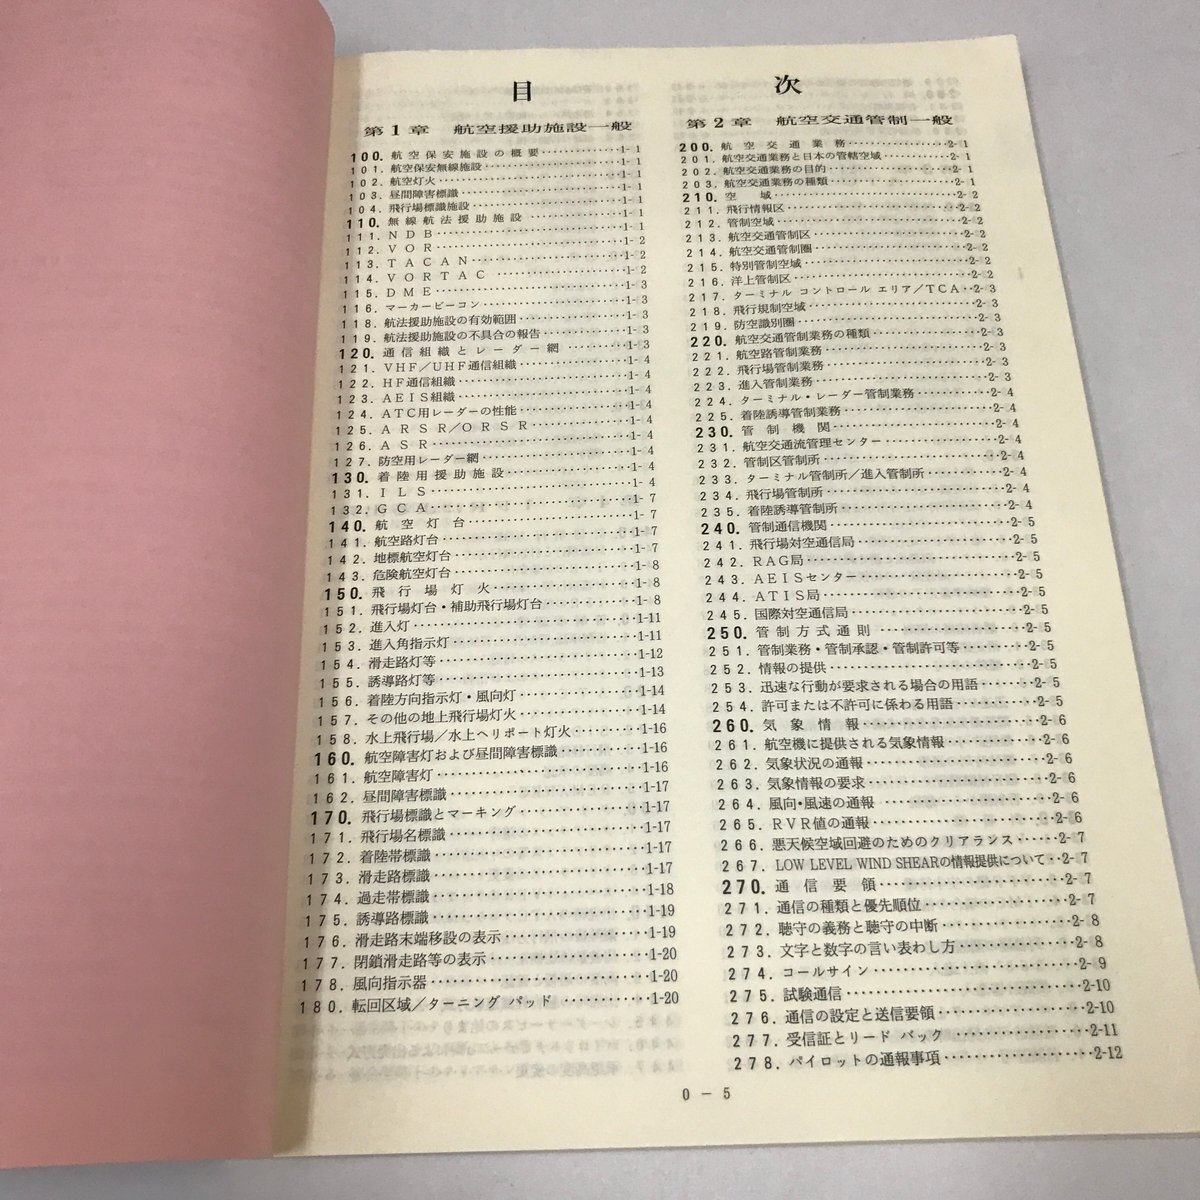 目 次
第1章 航空援助施設一般
100. 航空保安施設の概要…………1- 1
101. 航空保安無線施設…………1- 1
102. 航空灯火…………1- 1
103. 昼間障害標識…………1- 1
104. 飛行場標識施設…………1- 1
110. 無線航法援助施設…………1- 1
111. NDB…………1- 1
112. VOR…………1- 2
113. TACAN…………1- 2
114. VORTAC…………1- 2
115. DME…………1- 3
116. マーカービーコン…………1- 3
118. 航法援助施設の有効範囲…………1- 3
119. 航法援助施設の不具合の報告…………1- 3
120. 通信組織とレーダー網…………1- 3
121. VHF/UHF通信組織…………1- 4
122. HF通信組織…………1- 4
123. AEIS組織…………1- 4
124. ATC用レーダーの性能…………1- 4
125. ARSR/ORSR…………1- 4
126. ASR…………1- 4
127. 防空用レーダー網…………1- 4
130. 着陸用援助施設…………1- 4
131. ILS…………1- 4
132. GCA…………1- 7
140. 航空灯台…………1- 7
141. 航空路灯台…………1- 7
142. 地標航空灯台…………1- 7
143. 危険航空灯台…………1- 8
150. 飛行場灯火…………1- 8
151. 飛行場灯台・補助飛行場灯台…………1- 8
152. 進入灯…………1-11
153. 進入角指示灯…………1-11
154. 滑走路灯等…………1-12
155. 誘導路灯等…………1-13
156. 着陸方向指示灯・風向灯…………1-14
157. その他の地上飛行場灯火…………1-14
158. 水上飛行場/水上ヘリポート灯火…………1-16
160. 航空障害灯および昼間障害標識…………1-16
161. 航空障害灯…………1-16
162. 昼間障害標識…………1-17
170. 飛行場標識とマーキング…………1-17
171. 飛行場名標識…………1-17
172. 着陸帯標識…………1-17
173. 滑走路標識…………1-17
174. 過走帯標識…………1-18
175. 誘導路標識…………1-19
176. 滑走路末端移設の表示…………1-19
177. 閉鎖滑走路等の表示…………1-20
178. 風向指示器…………1-20
180. 転回区域/ターニング パッド…………1-20
第2章 航空交通管制一般
200. 航空交通業務…………2- 1
201. 航空交通業務と日本の管轄空域…………2- 1
202. 航空交通業務の目的…………2- 1
203. 航空交通業務の種類…………2- 1
210. 空域…………2- 2
211. 飛行情報区…………2- 2
212. 管制空域…………2- 2
213. 航空交通管制区…………2- 2
214. 航空交通管制圏…………2- 2
215. 特別管制空域…………2- 2
216. 洋上管制区…………2- 2
217. ターミナル コントロール エリア/TCA…2- 3
218. 飛行規制空域…………2- 3
219. 防空識別圏…………2- 3
220. 航空交通管制業務の種類…………2- 3
221. 航空路管制業務…………2- 3
222. 飛行場管制業務…………2- 3
223. 進入管制業務…………2- 3
224. ターミナル・レーダー管制業務…………2- 4
225. 着陸誘導管制業務…………2- 4
230. 管制機関…………2- 4
231. 航空交通流管理センター…………2- 4
232. 管制区管制所…………2- 4
233. ターミナル管制所/進入管制所…………2- 4
234. 飛行場管制所…………2- 4
235. 着陸誘導管制所…………2- 4
240. 管制通信機関…………2- 5
241. 飛行場対空通信局…………2- 5
242. RAG局…………2- 5
243. AEISセンター…………2- 5
244. ATIS局…………2- 5
245. 国際対空通信局…………2- 5
250. 管制方式通則…………2- 5
251. 管制業務・管制承認・管制許可等…………2- 5
252. 情報の提供…………2- 5
253. 迅速な行動が要求される場合の用語…………2- 5
254. 許可または不許可に係わる用語…………2- 5
260. 気象情報…………2- 6
261. 航空機に提供される気象情報…………2- 6
262. 気象状況の通報…………2- 6
263. 気象情報の要求…………2- 6
264. 風向・風速の通報…………2- 6
265. RVR値の通報…………2- 6
266. 悪天候空域回避のためのクリアランス……2- 7
267. LOW LEVEL WIND SHEARの情報提供について…2- 7
270. 通信要領…………2- 7
271. 通信の種類と優先順位…………2- 7
272. 聴守の義務と聴守の中断…………2- 8
273. 文字と数字の言い表わし方…………2- 8
274. コールサイン…………2- 9
275. 試験通信…………2-10
276. 通信の設定と送信要領…………2-10
277. 受信証とリード バック…………2-11
278. パイロットの通報事項…………2-12
0 - 5